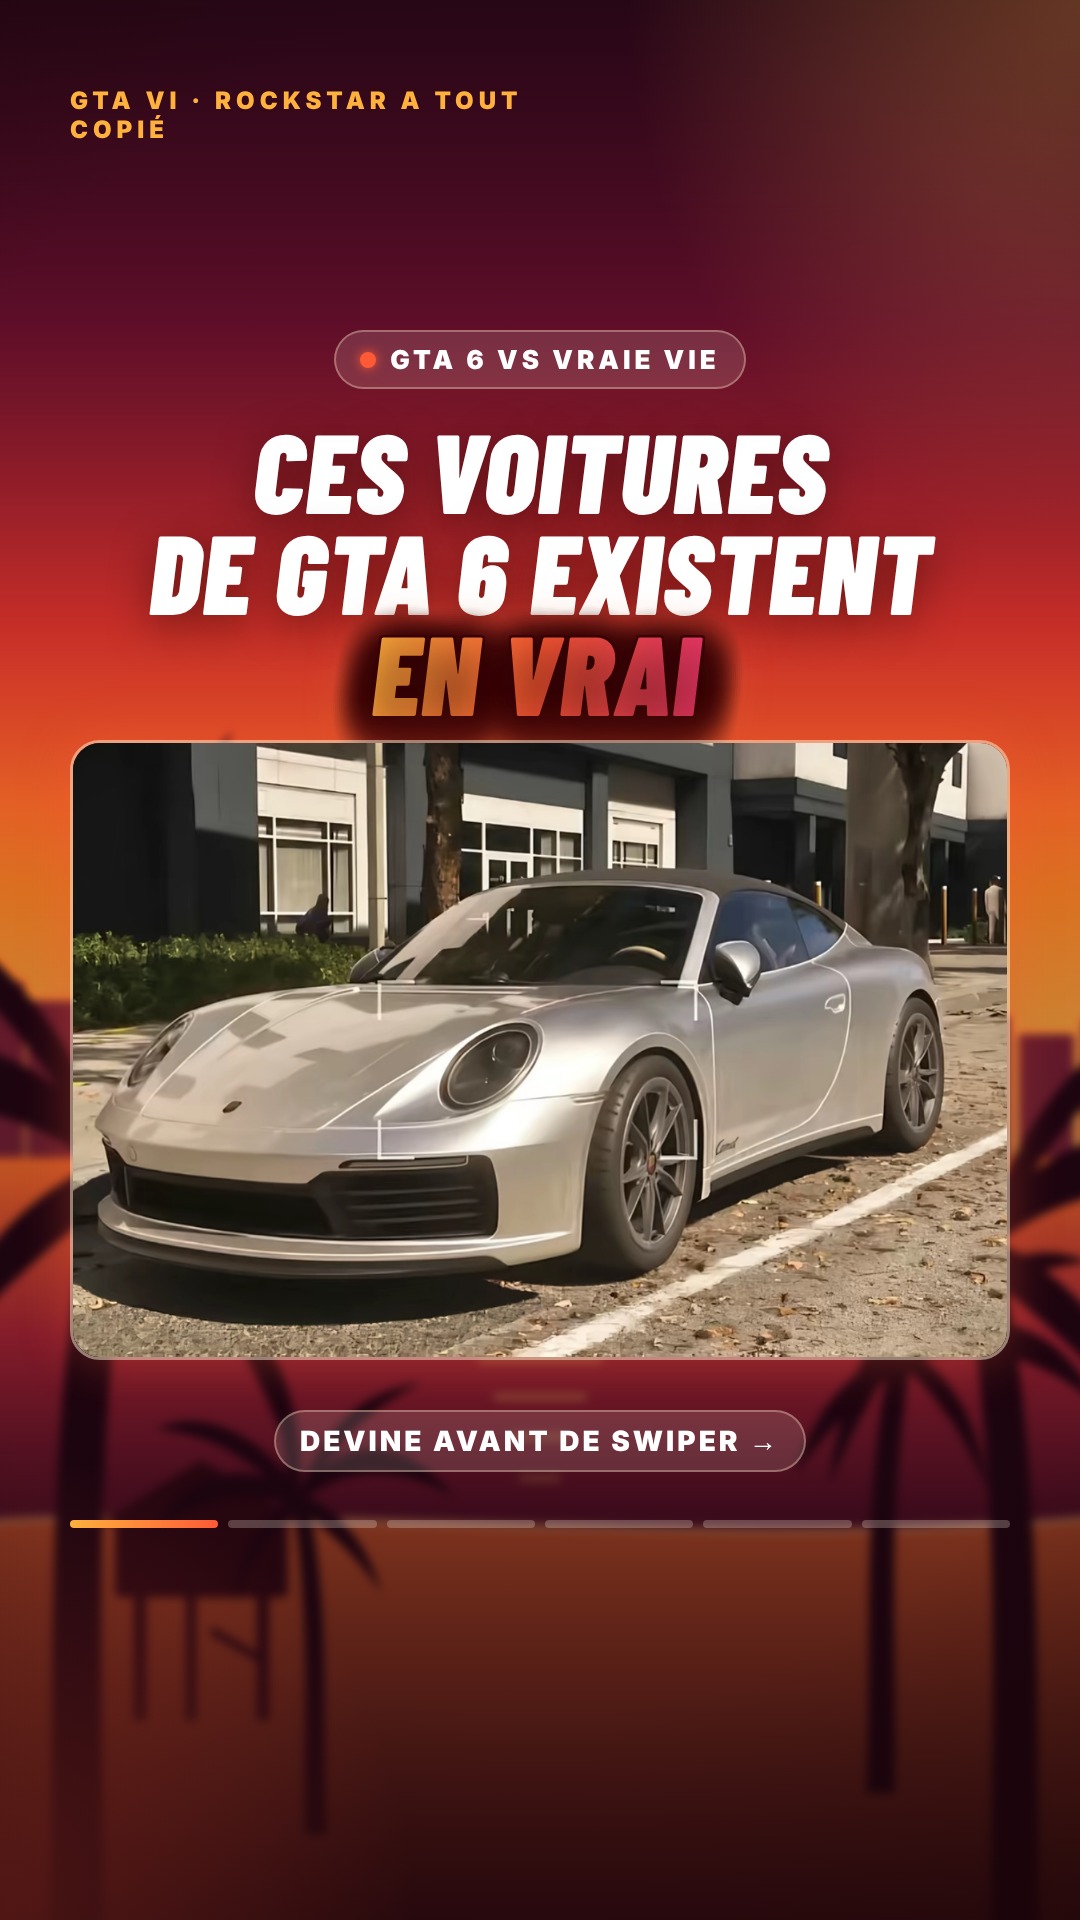 GTA VI · ROCKSTAR A TOUT
COPIÉ
GTA 6 VS VRAIE VIE
CES VOITURES
DE GTA 6 EXISTENT
EN VRAI
DEVINE AVANT DE SWIPER →